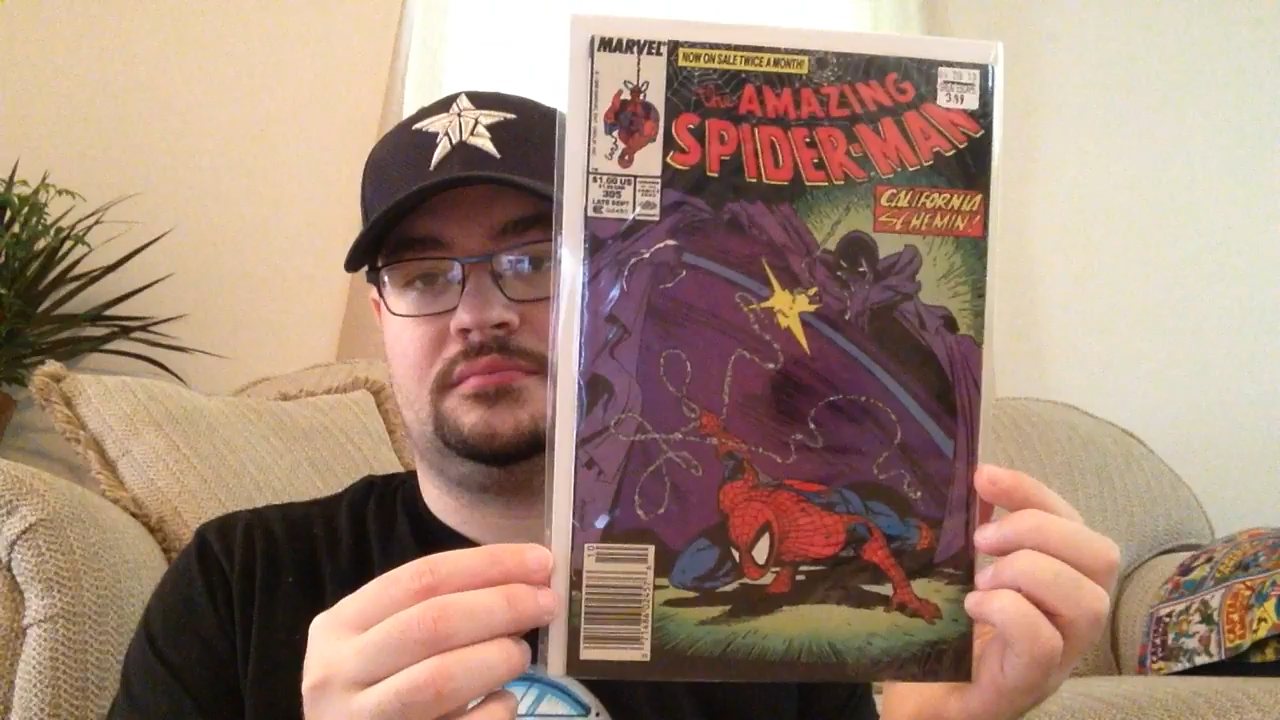 MARVEL
NOW ON SALE TWICE A MONTH!
the AMAZING
SPIDER-MAN
3.99
$1.00 US
305
LATE SEPT
CALIFORNIA
SCHEMIN'!